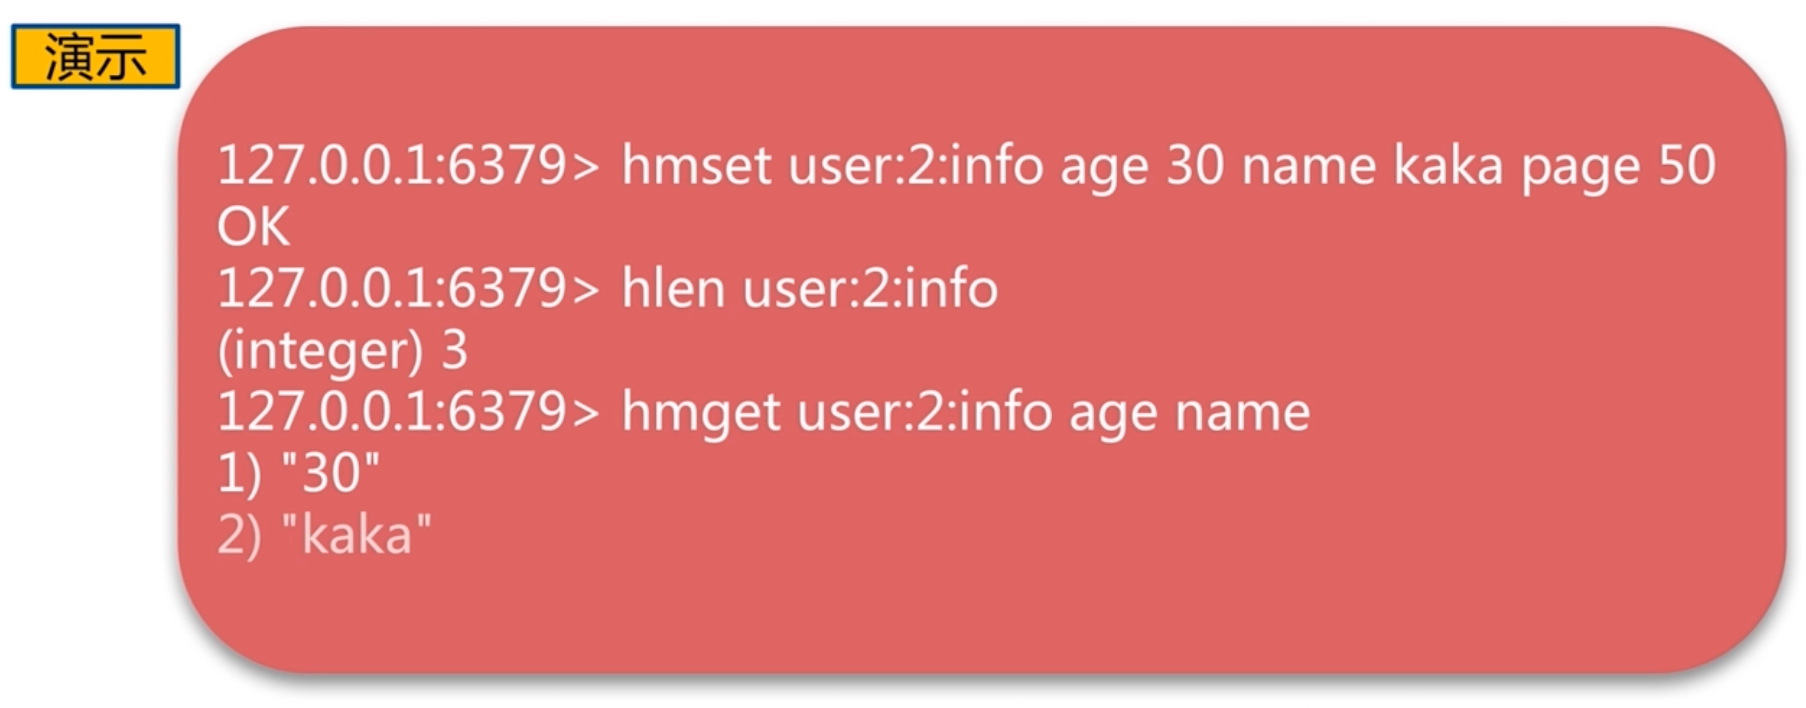 演示
127.0.0.1:6379> hmset user:2:info age 30 name kaka page 50
OK
127.0.0.1:6379> hlen user:2:info
(integer) 3
127.0.0.1:6379> hmget user:2:info age name
1) "30"
2) "kaka"